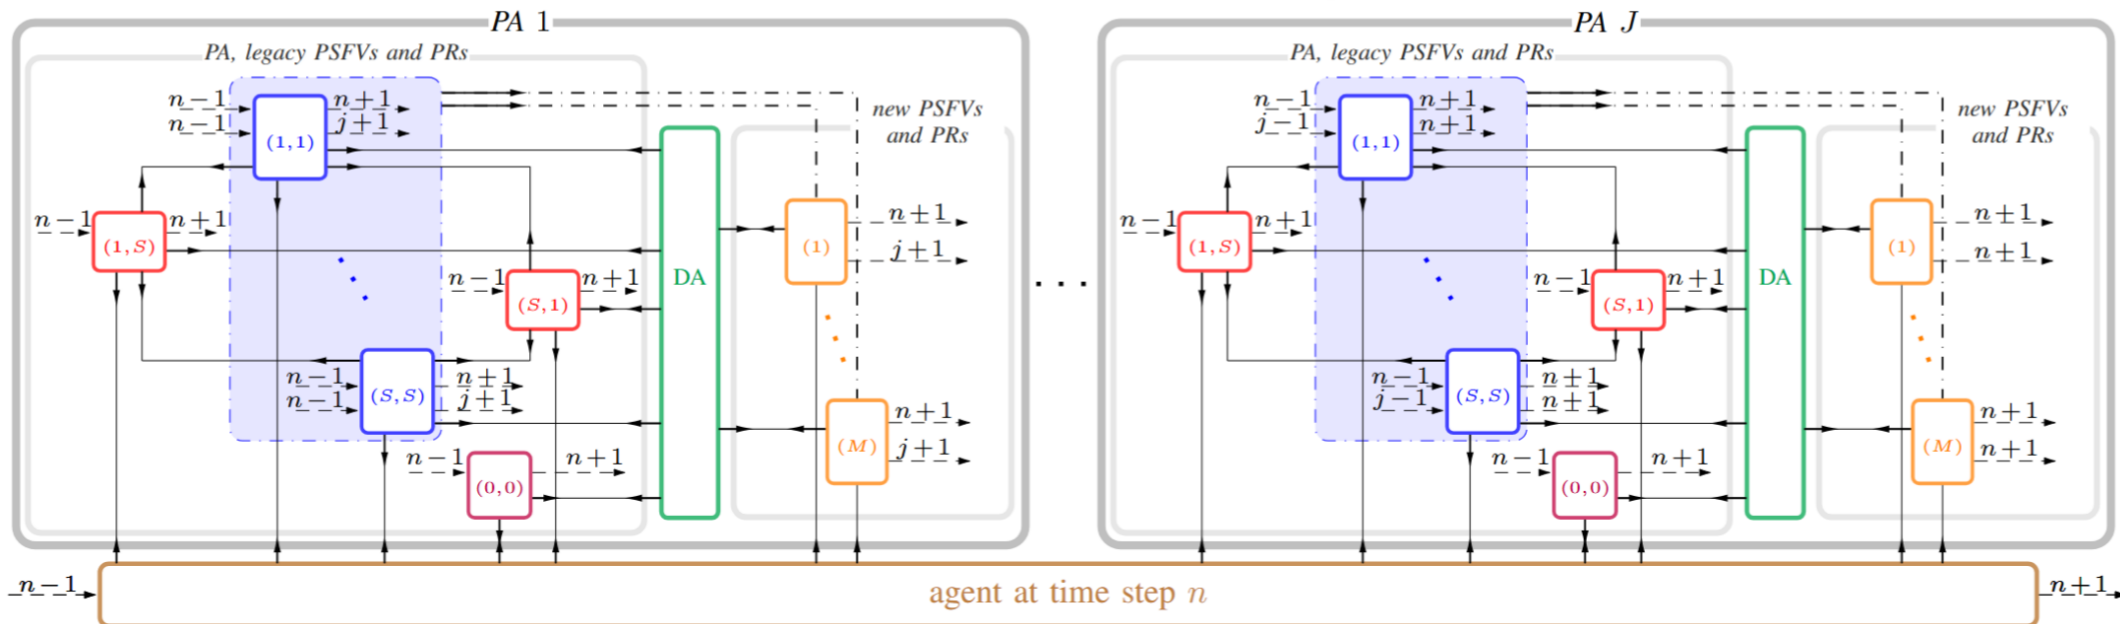 PA 1
PA, legacy PSFVs and PRs
n−1 n+1
n−1 j+1
(1,1)
new PSFVs
and PRs
n−1 n+1
(1,S)
n−1 n+1
(S,1)
DA
(1)
n+1
j+1
n−1 n+1
n−1 j+1
(S,S)
n+1
j+1
(M)
n−1 n+1
(0,0)
...
PA J
PA, legacy PSFVs and PRs
n−1 n+1
j−1 n+1
(1,1)
new PSFVs
and PRs
n−1 n+1
(1,S)
n−1 n+1
(S,1)
DA
(1)
n+1
n+1
n−1 n+1
j−1 n+1
(S,S)
n+1
n+1
(M)
n−1 n+1
(0,0)
n−1 agent at time step n n+1